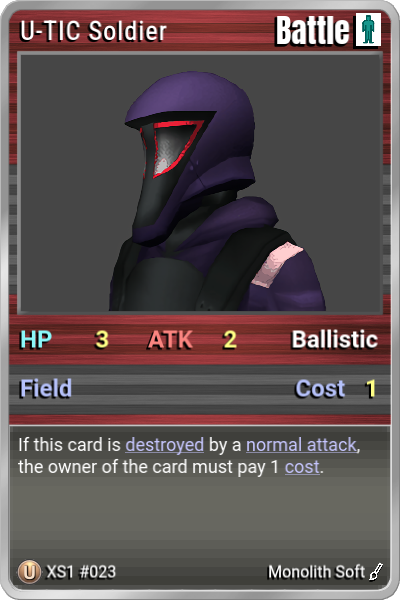 U-TIC Soldier Battle
HP 3 ATK 2 Ballistic
Field Cost 1
If this card is destroyed by a normal attack,
the owner of the card must pay 1 cost.
U XS1 #023 Monolith Soft